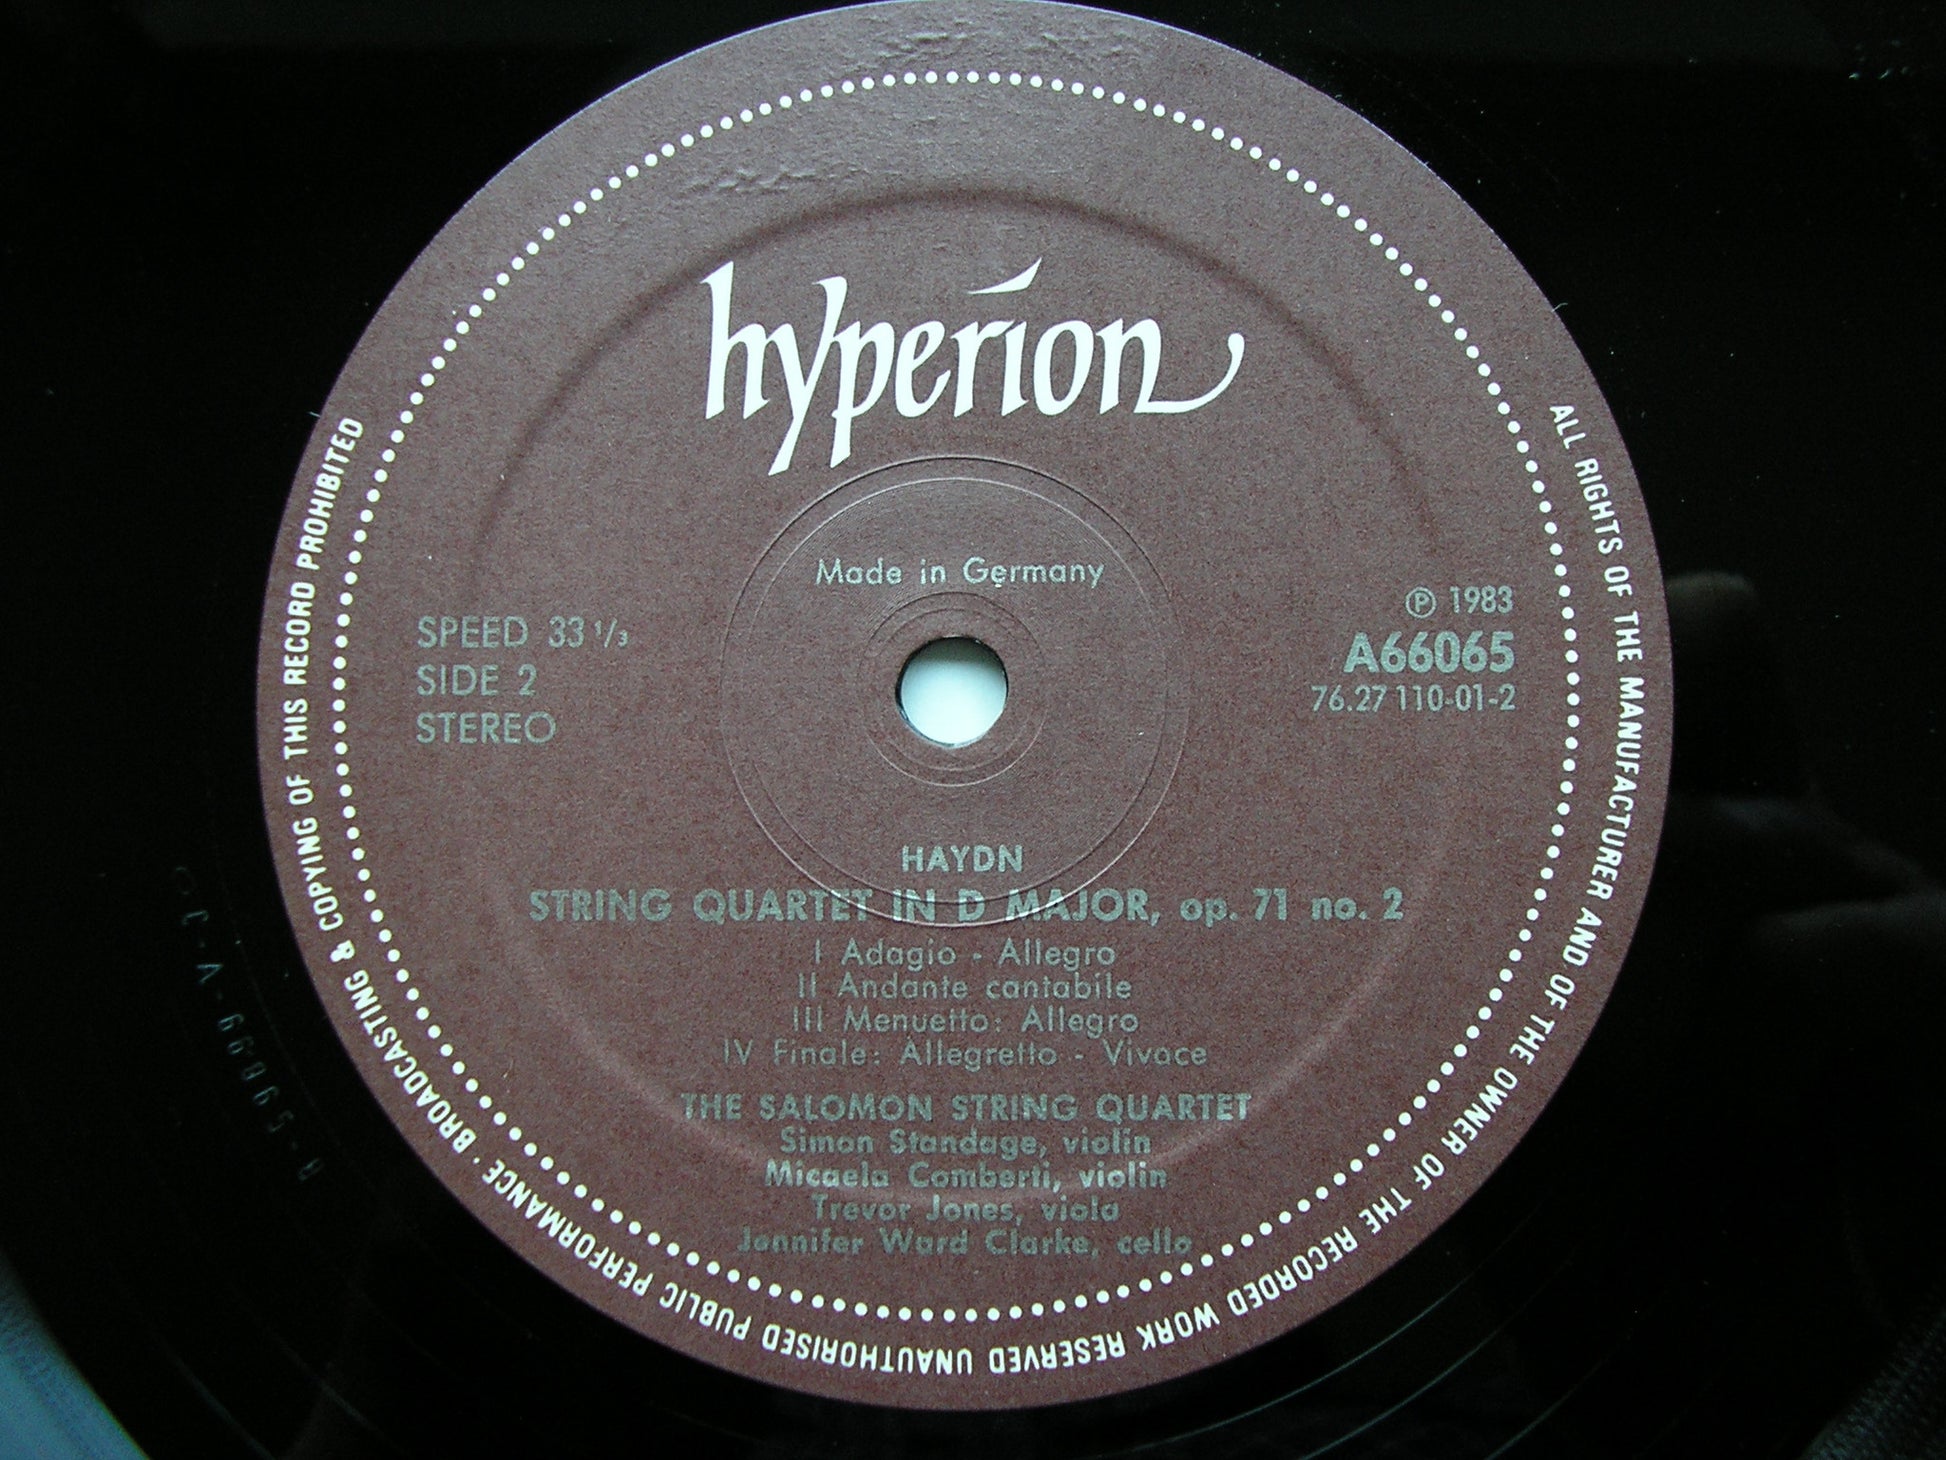 hyperion
Made in Germany
SPEED 33 1/3
SIDE 2
STEREO
℗ 1983
A66065
76.27 110-01-2
HAYDN
STRING QUARTET IN D MAJOR, op. 71 no. 2
I Adagio - Allegro
II Andante cantabile
III Menuetto: Allegro
IV Finale: Allegretto - Vivace
THE SALOMON STRING QUARTET
Simon Standage, violin
Micaela Comberti, violin
Trevor Jones, viola
Jennifer Ward Clarke, cello
ALL RIGHTS OF THE MANUFACTURER AND OF THE OWNER OF THE RECORDED WORK RESERVED UNAUTHORISED PUBLIC PERFORMANCE · BROADCASTING & COPYING OF THIS RECORD PROHIBITED